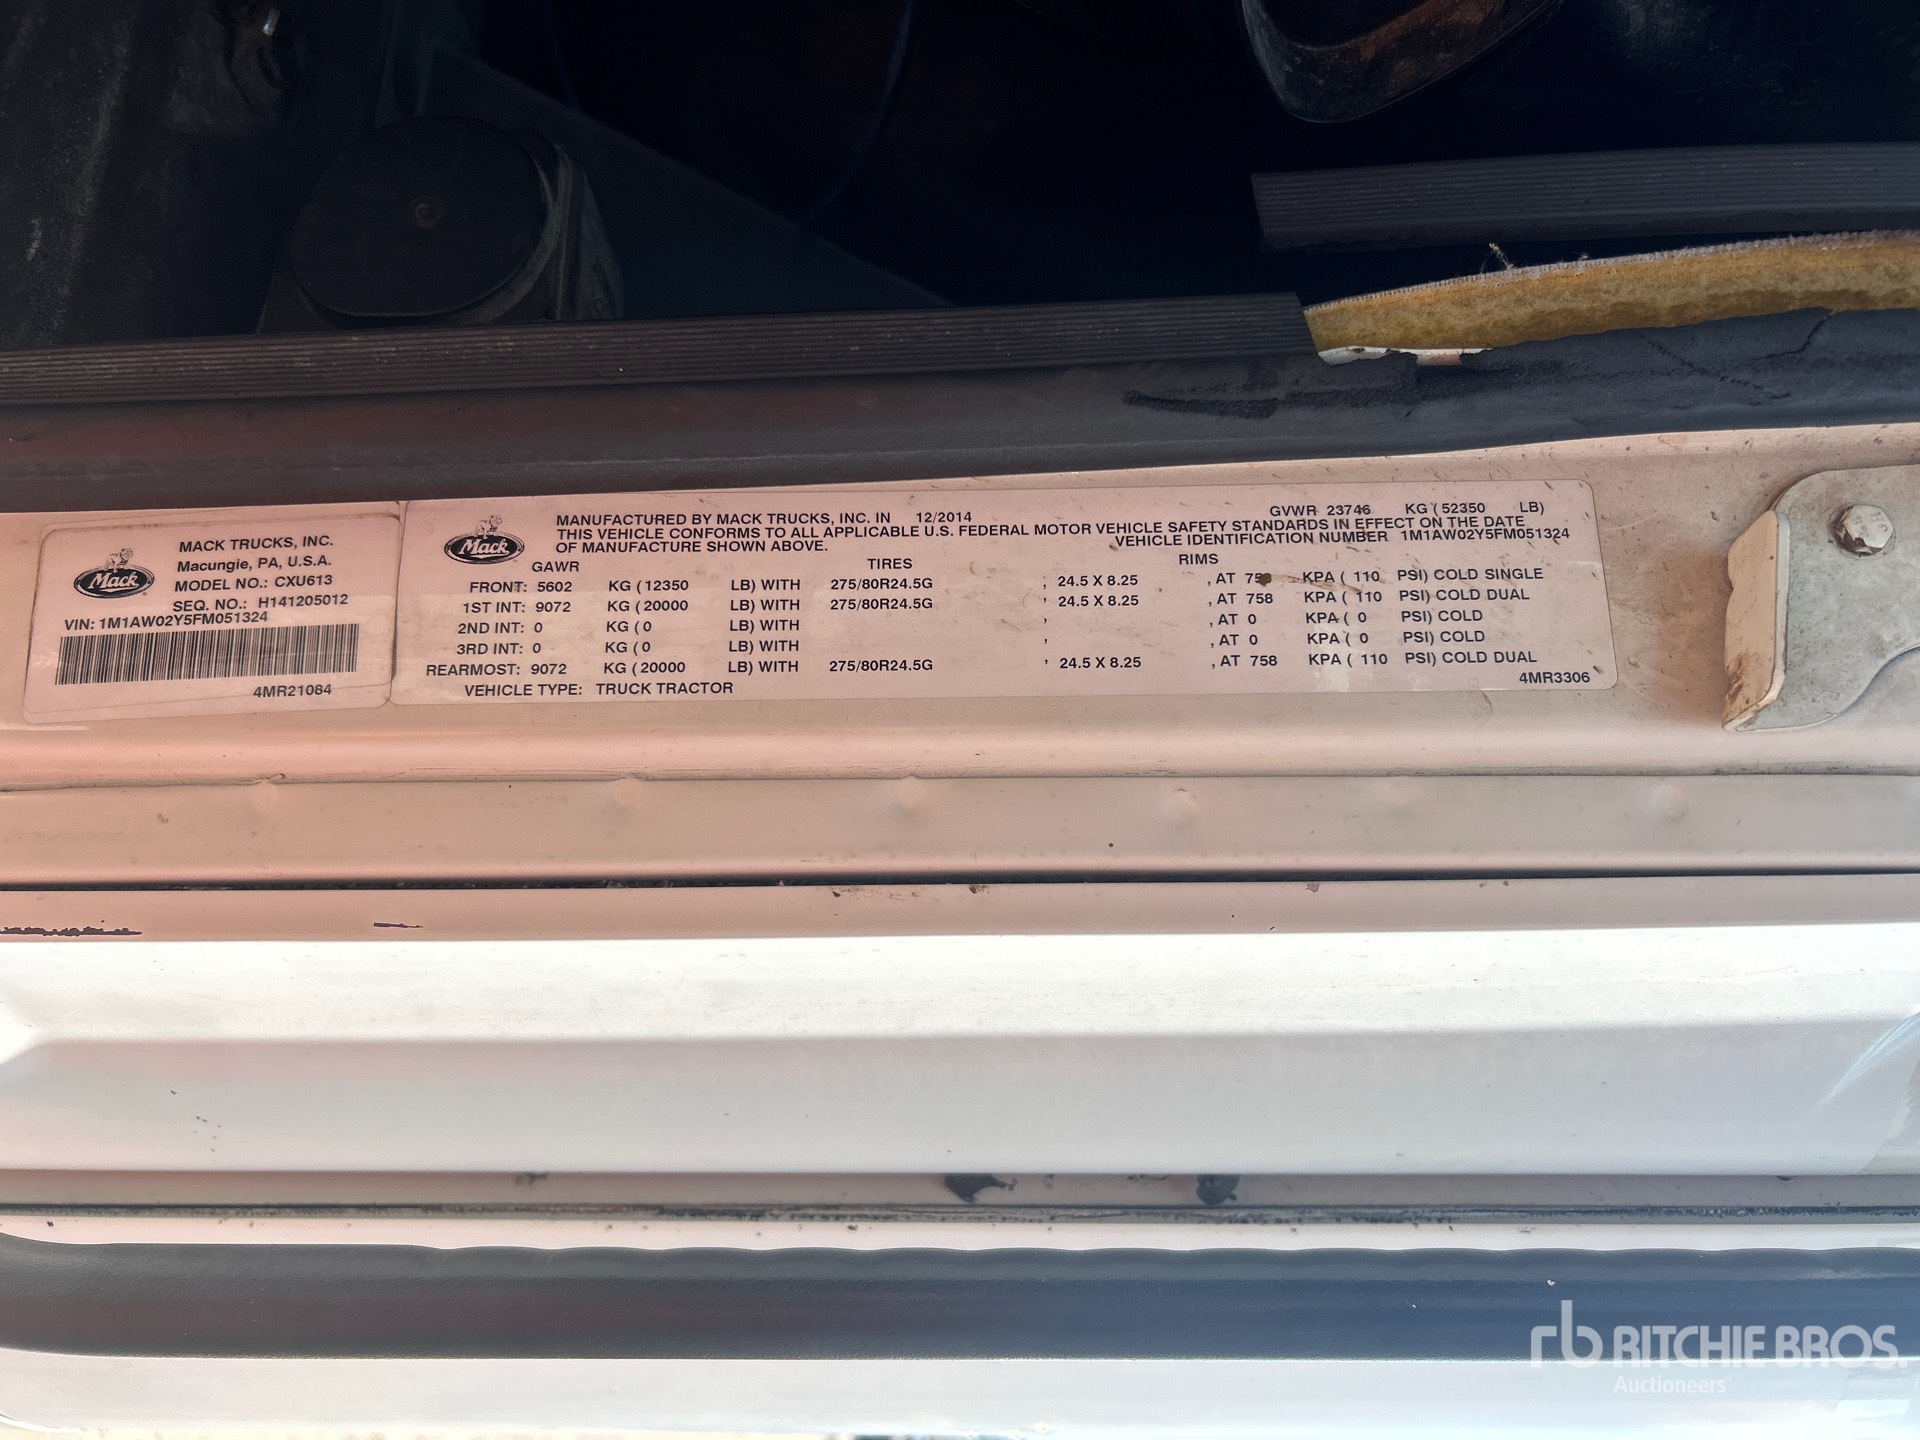 Mack
MACK TRUCKS, INC.
Macungie, PA, U.S.A.
MODEL NO.: CXU613
SEQ. NO.: H141205012
VIN: 1M1AW02Y5FM051324
4MR21084
Mack
MANUFACTURED BY MACK TRUCKS, INC. IN 12/2014 GVWR 23746 KG ( 52350 LB)
THIS VEHICLE CONFORMS TO ALL APPLICABLE U.S. FEDERAL MOTOR VEHICLE SAFETY STANDARDS IN EFFECT ON THE DATE
OF MANUFACTURE SHOWN ABOVE. VEHICLE IDENTIFICATION NUMBER 1M1AW02Y5FM051324
GAWR TIRES RIMS
FRONT: 5602 KG ( 12350 LB) WITH 275/80R24.5G , 24.5 X 8.25 , AT 758 KPA ( 110 PSI) COLD SINGLE
1ST INT: 9072 KG ( 20000 LB) WITH 275/80R24.5G , 24.5 X 8.25 , AT 758 KPA ( 110 PSI) COLD DUAL
2ND INT: 0 KG ( 0 LB) WITH , , AT 0 KPA ( 0 PSI) COLD
3RD INT: 0 KG ( 0 LB) WITH , , AT 0 KPA ( 0 PSI) COLD
REARMOST: 9072 KG ( 20000 LB) WITH 275/80R24.5G , 24.5 X 8.25 , AT 758 KPA ( 110 PSI) COLD DUAL
VEHICLE TYPE: TRUCK TRACTOR 4MR3306
rb RITCHIE BROS.
Auctioneers